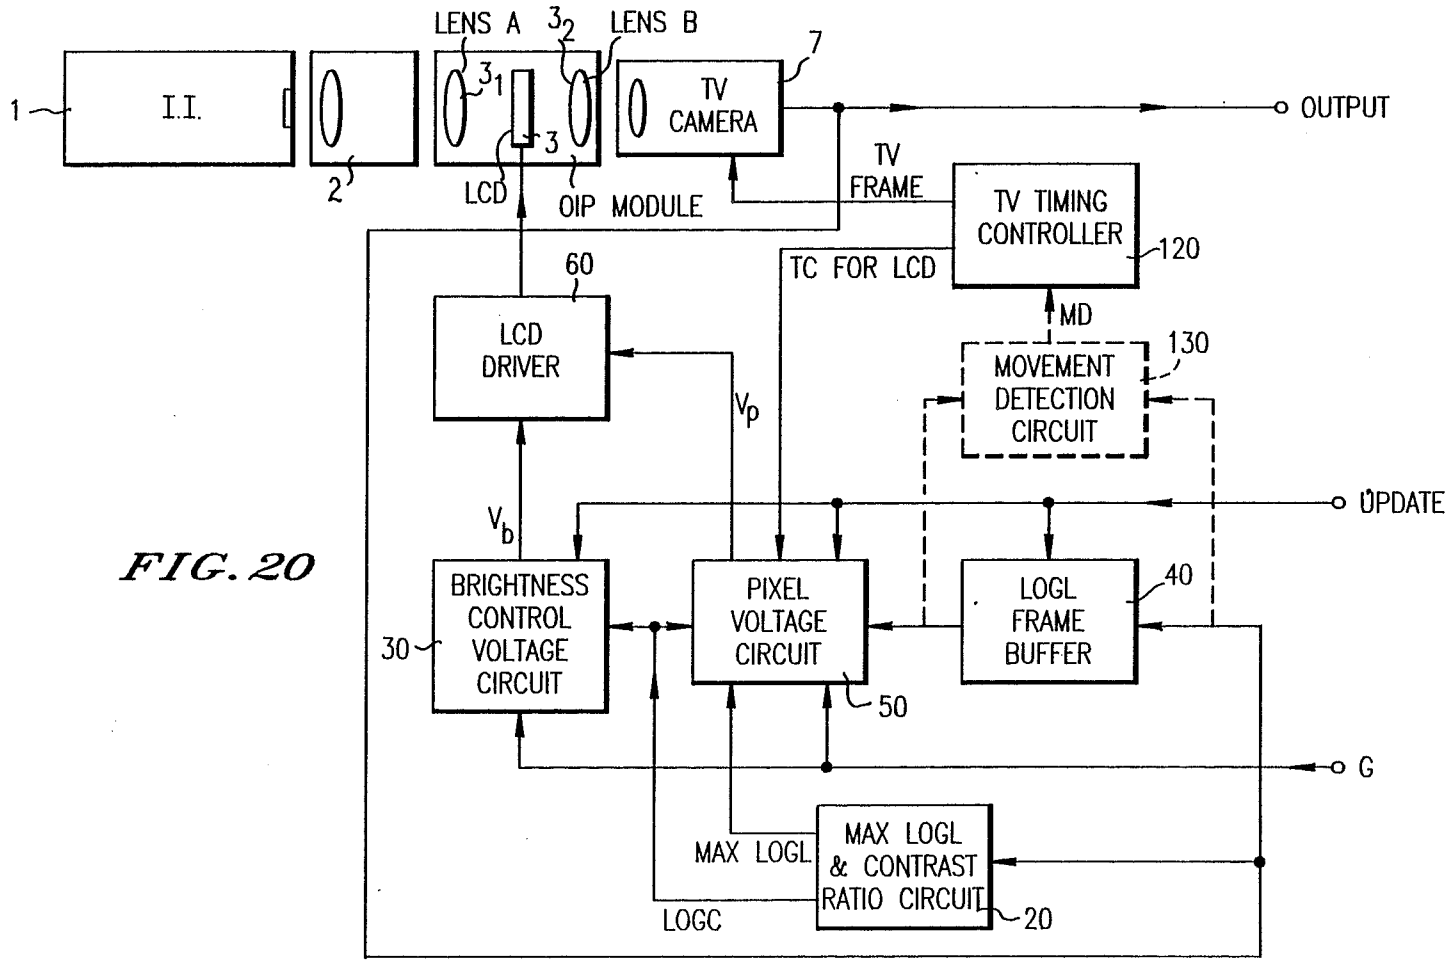 LENS A
3₂
LENS B
7
1
I.I.
3₁
TV
CAMERA
OUTPUT
3
2
LCD
OIP MODULE
TV
FRAME
TV TIMING
CONTROLLER
120
TC FOR LCD
60
MD
LCD
DRIVER
130
MOVEMENT
DETECTION
CIRCUIT
Vp
UPDATE
Vb
FIG. 20
BRIGHTNESS
CONTROL
VOLTAGE
CIRCUIT
30
PIXEL
VOLTAGE
CIRCUIT
50
LOGL
FRAME
BUFFER
40
G
MAX LOGL
MAX LOGL
& CONTRAST
RATIO CIRCUIT
20
LOGC